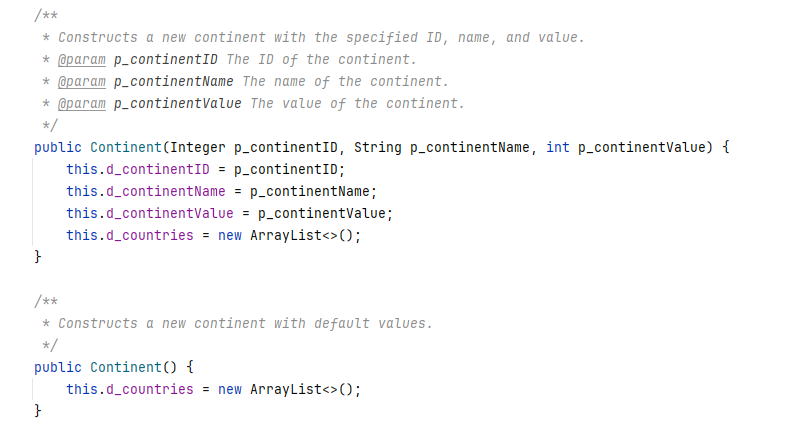 /**
 * Constructs a new continent with the specified ID, name, and value.
 * @param p_continentID The ID of the continent.
 * @param p_continentName The name of the continent.
 * @param p_continentValue The value of the continent.
 */
public Continent(Integer p_continentID, String p_continentName, int p_continentValue) {
    this.d_continentID = p_continentID;
    this.d_continentName = p_continentName;
    this.d_continentValue = p_continentValue;
    this.d_countries = new ArrayList<>();
}
/**
 * Constructs a new continent with default values.
 */
public Continent() {
    this.d_countries = new ArrayList<>();
}